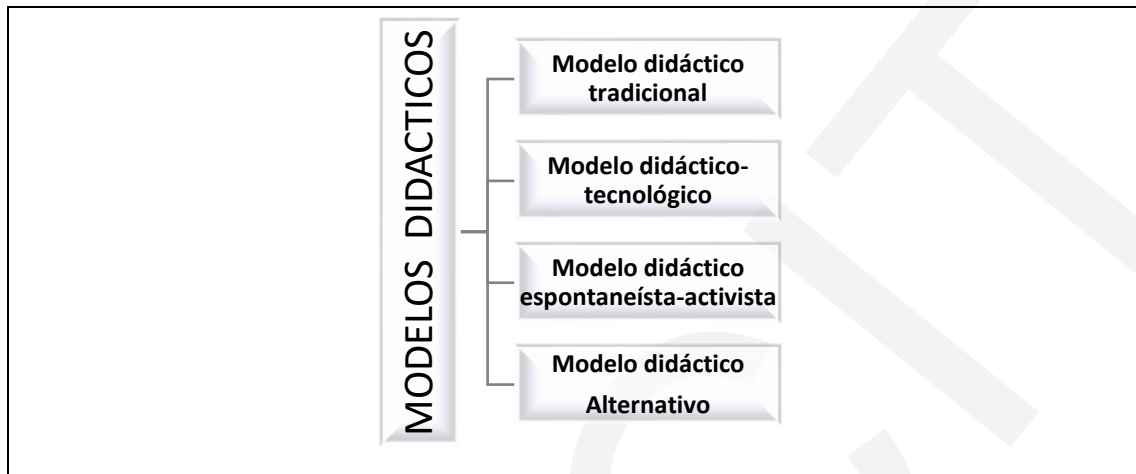 MODELOS DIDACTICOS
Modelo didáctico
tradicional
Modelo didáctico-
tecnológico
Modelo didáctico
espontaneísta-activista
Modelo didáctico
Alternativo